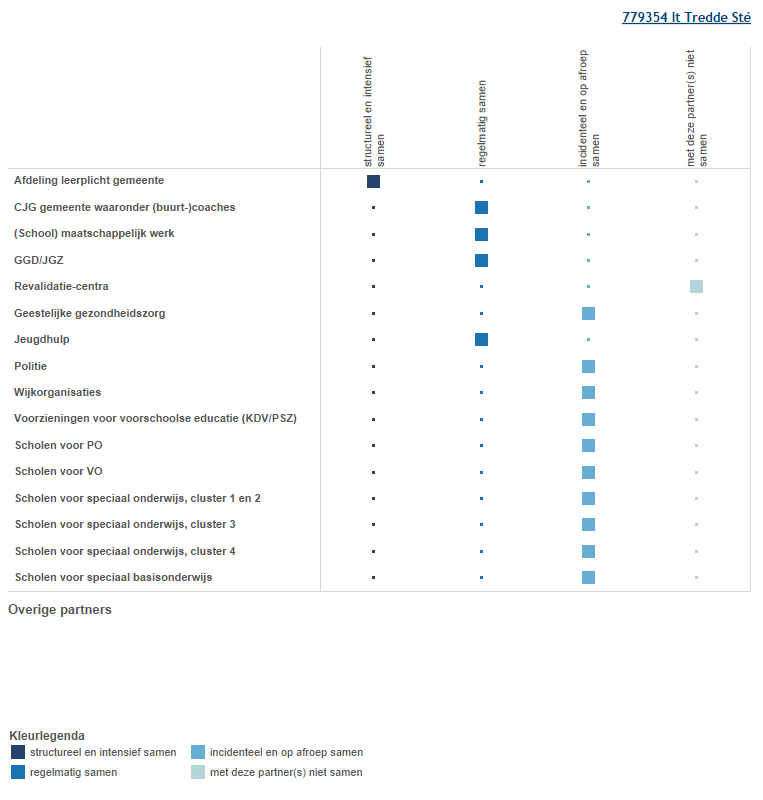 779354 It Tredde Sté
structureel en intensief
samen
regelmatig samen
incidenteel en op afroep
samen
met deze partner(s) niet
samen
Afdeling leerplicht gemeente
CJG gemeente waaronder (buurt-)coaches
(School) maatschappelijk werk
GGD/JGZ
Revalidatie-centra
Geestelijke gezondheidszorg
Jeugdhulp
Politie
Wijkorganisaties
Voorzieningen voor voorschoolse educatie (KDV/PSZ)
Scholen voor PO
Scholen voor VO
Scholen voor speciaal onderwijs, cluster 1 en 2
Scholen voor speciaal onderwijs, cluster 3
Scholen voor speciaal onderwijs, cluster 4
Scholen voor speciaal basisonderwijs
Overige partners
Kleurlegenda
structureel en intensief samen
incidenteel en op afroep samen
regelmatig samen
met deze partner(s) niet samen